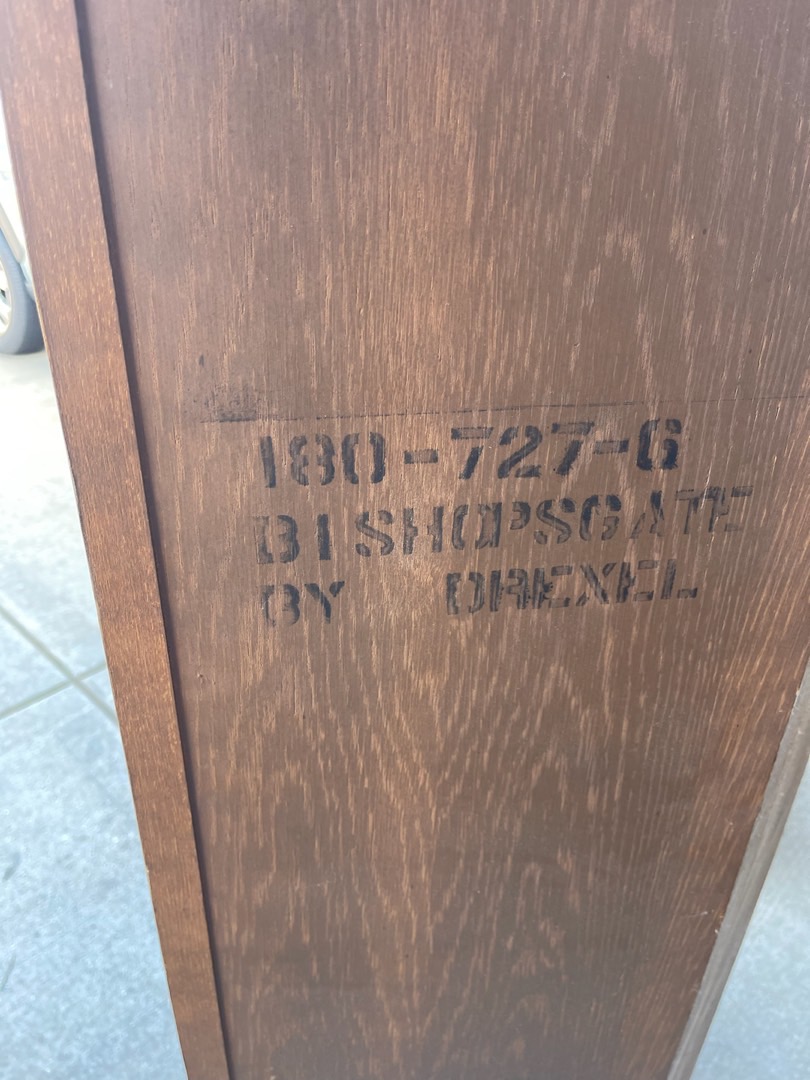 180-727-6
BISHOPSGATE
BY DREXEL